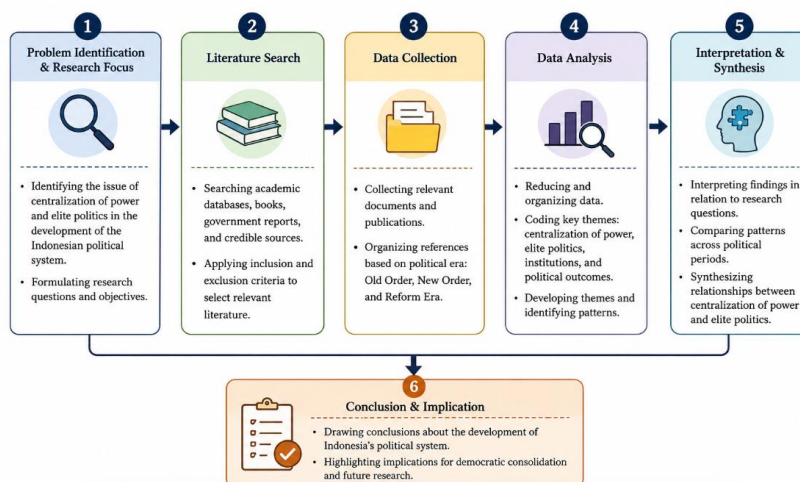 1
Problem Identification
& Research Focus
• Identifying the issue of
centralization of power
and elite politics in the
development of the
Indonesian political
system.
• Formulating research
questions and objectives.
2
Literature Search
• Searching academic
databases, books,
government reports,
and credible sources.
• Applying inclusion and
exclusion criteria to
select relevant
literature.
3
Data Collection
• Collecting relevant
documents and
publications.
• Organizing references
based on political era:
Old Order, New Order,
and Reform Era.
4
Data Analysis
• Reducing and
organizing data.
• Coding key themes:
centralization of power,
elite politics,
institutions, and
political outcomes.
• Developing themes and
identifying patterns.
5
Interpretation &
Synthesis
• Interpreting findings in
relation to research
questions.
• Comparing patterns
across political
periods.
• Synthesizing
relationships between
centralization of power
and elite politics.
6
Conclusion & Implication
• Drawing conclusions about the development of
Indonesia's political system.
• Highlighting implications for democratic consolidation
and future research.